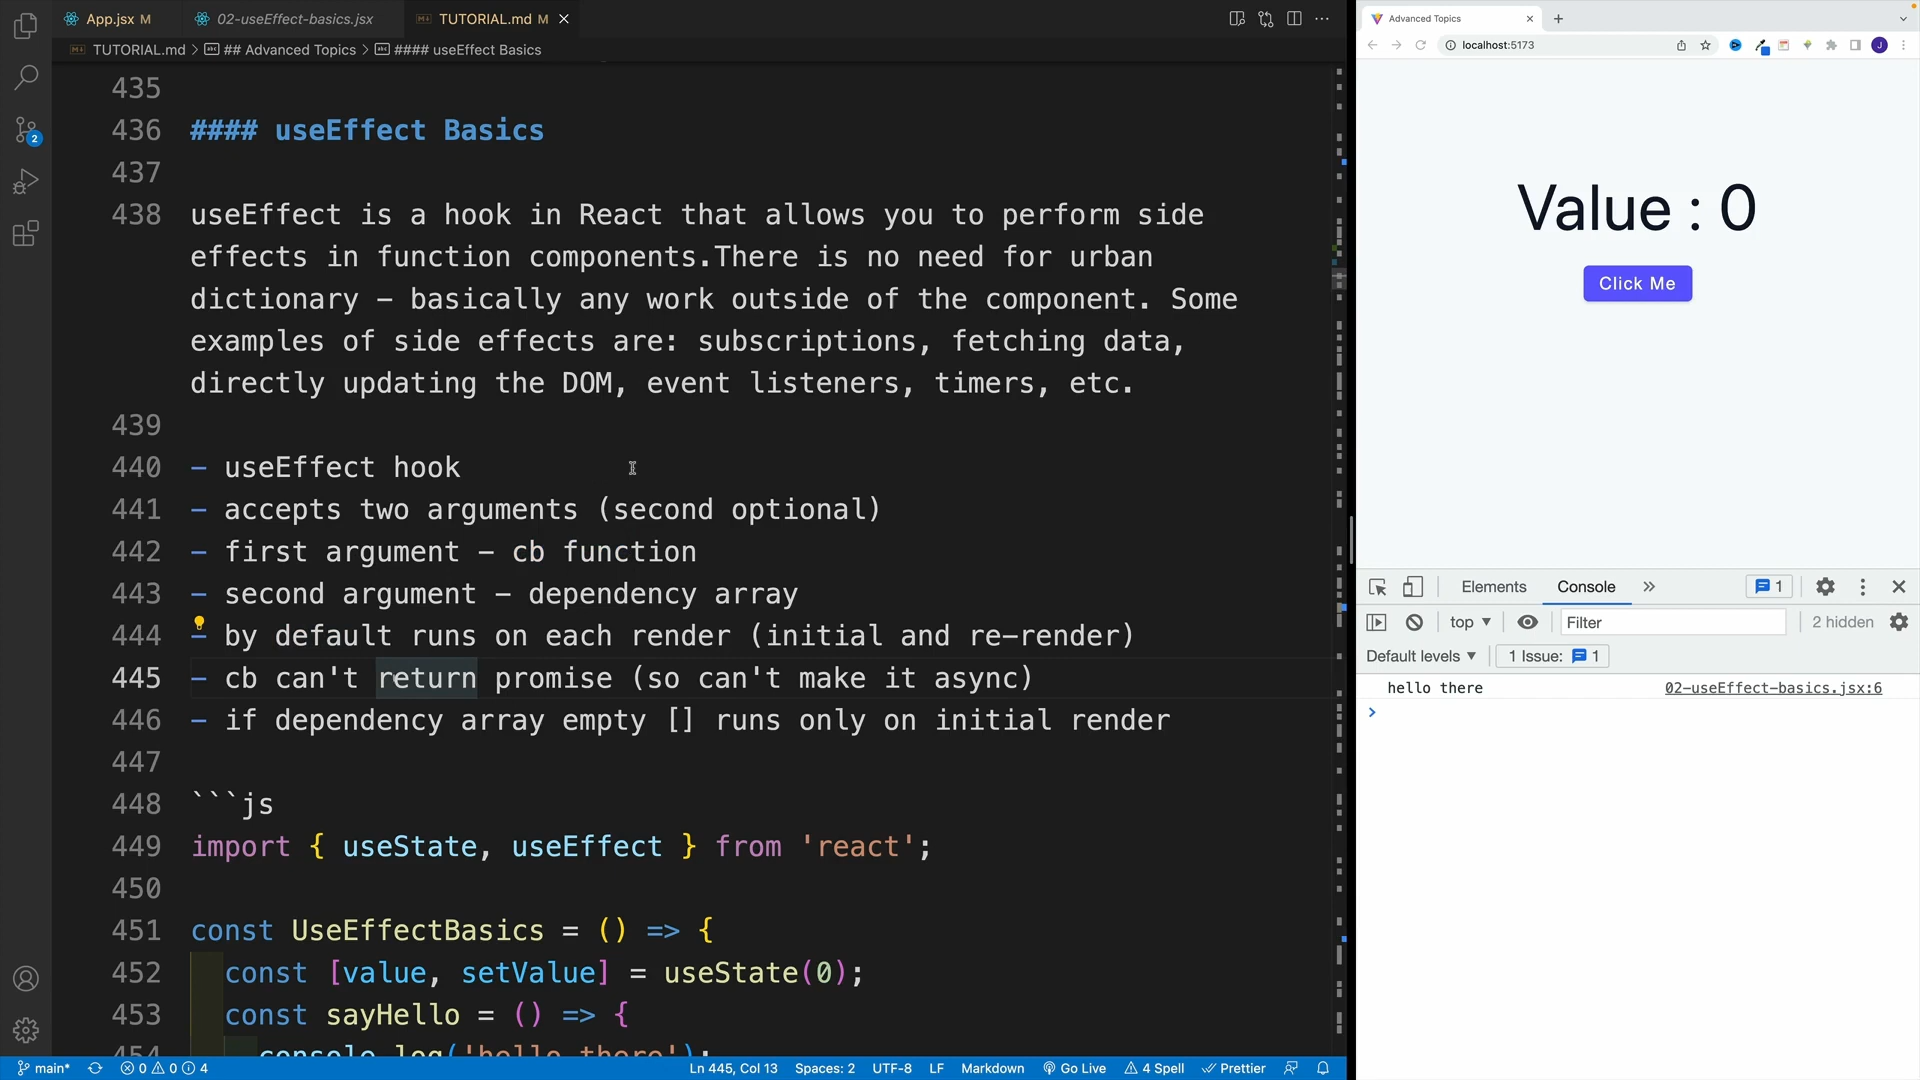 App.jsx M
02-useEffect-basics.jsx
TUTORIAL.md M
TUTORIAL.md > ## Advanced Topics > #### useEffect Basics
435
436 #### useEffect Basics
437
438 useEffect is a hook in React that allows you to perform side
effects in function components.There is no need for urban
dictionary - basically any work outside of the component. Some
examples of side effects are: subscriptions, fetching data,
directly updating the DOM, event listeners, timers, etc.
439
440 - useEffect hook
441 - accepts two arguments (second optional)
442 - first argument - cb function
443 - second argument - dependency array
444 - by default runs on each render (initial and re-render)
445 - cb can't return promise (so can't make it async)
446 - if dependency array empty [] runs only on initial render
447
448 ```js
449 import { useState, useEffect } from 'react';
450
451 const UseEffectBasics = () => {
452 const [value, setValue] = useState(0);
453 const sayHello = () => {
454 console.log('hello there');
2
main* 0 0 4
Ln 445, Col 13 Spaces: 2 UTF-8 LF Markdown Go Live 4 Spell Prettier
Advanced Topics
localhost:5173
J
Value : 0
Click Me
Elements Console 1
top Filter 2 hidden
Default levels 1 Issue: 1
hello there 02-useEffect-basics.jsx:6